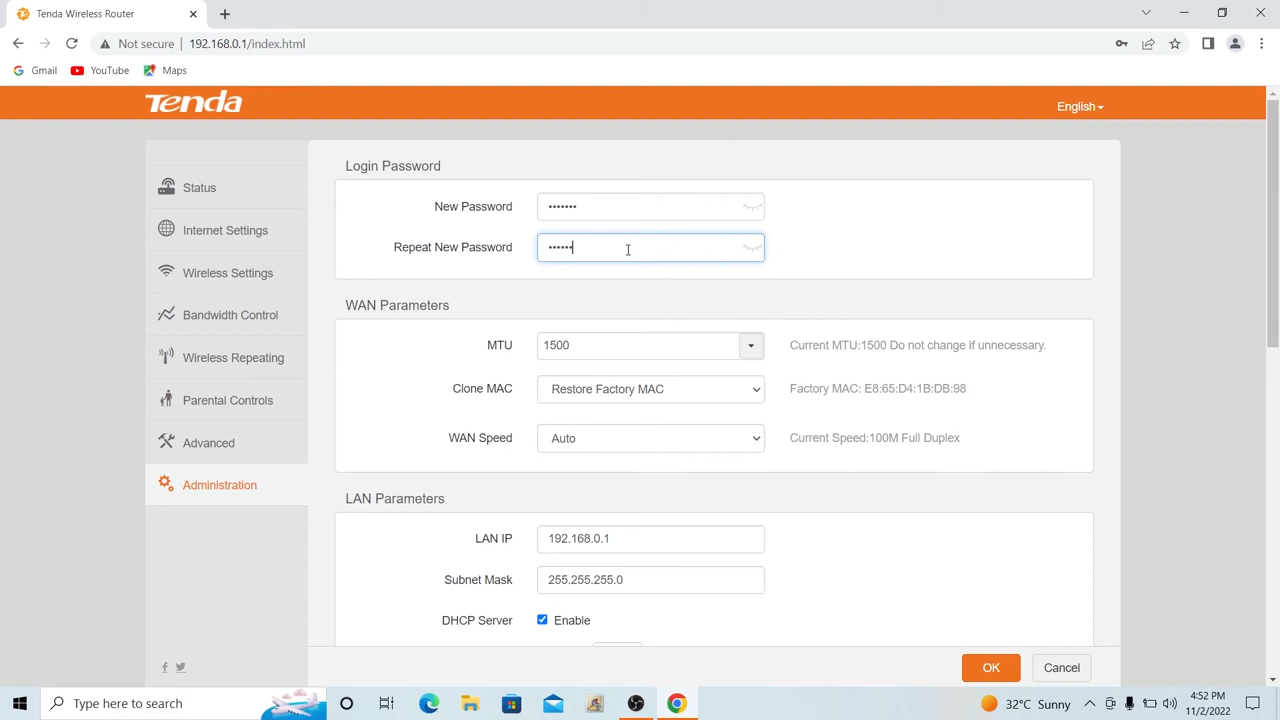 Tenda Wireless Router
Not secure | 192.168.0.1/index.html
Gmail YouTube Maps
Tenda
English
Login Password
Status
New Password •••••••
Internet Settings
Repeat New Password ••••••
Wireless Settings
WAN Parameters
Bandwidth Control
MTU 1500 Current MTU:1500 Do not change if unnecessary.
Wireless Repeating
Clone MAC Restore Factory MAC Factory MAC: E8:65:D4:1B:DB:98
Parental Controls
WAN Speed Auto Current Speed:100M Full Duplex
Advanced
Administration
LAN Parameters
LAN IP 192.168.0.1
Subnet Mask 255.255.255.0
DHCP Server Enable
OK Cancel
Type here to search
32°C Sunny
4:52 PM
11/2/2022